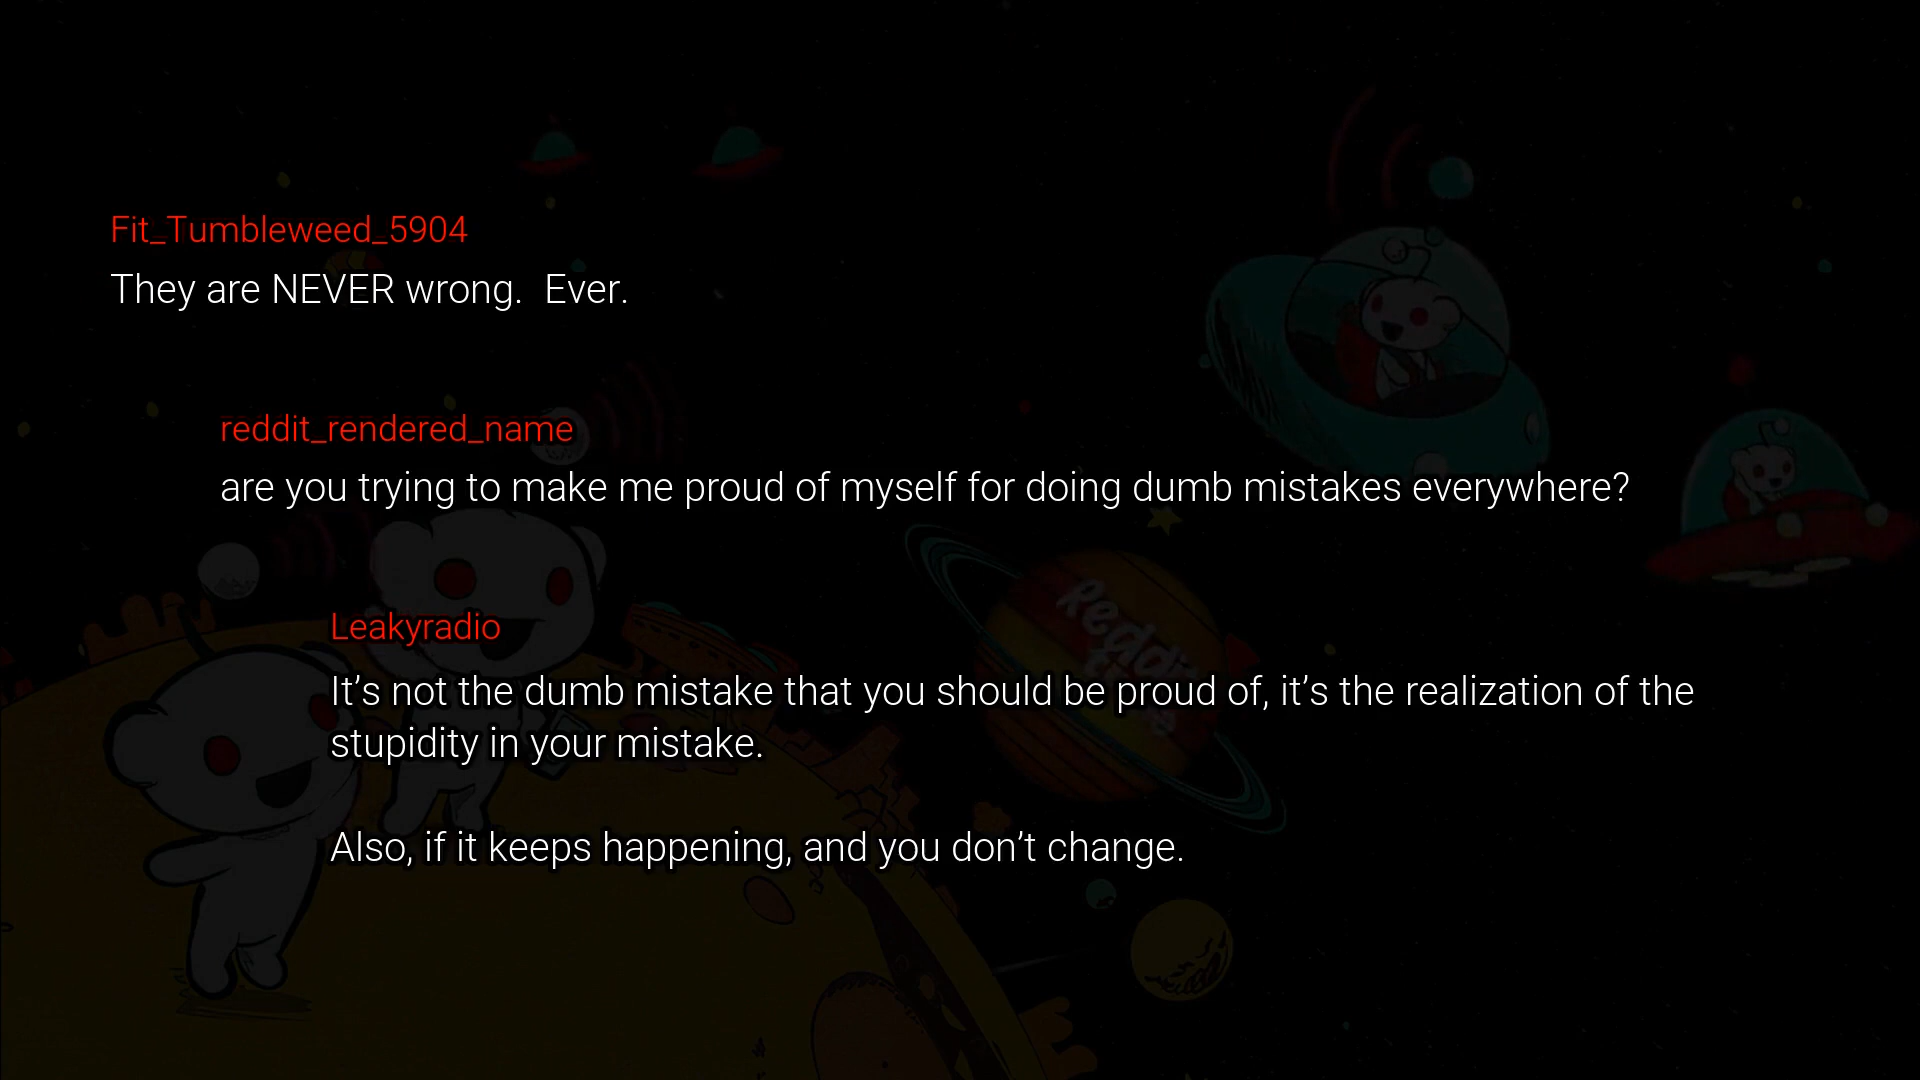 Fit_Tumbleweed_5904
They are NEVER wrong.  Ever.
reddit_rendered_name
are you trying to make me proud of myself for doing dumb mistakes everywhere?
Leakyradio
It’s not the dumb mistake that you should be proud of, it’s the realization of the
stupidity in your mistake.
Also, if it keeps happening, and you don’t change.
Reddit